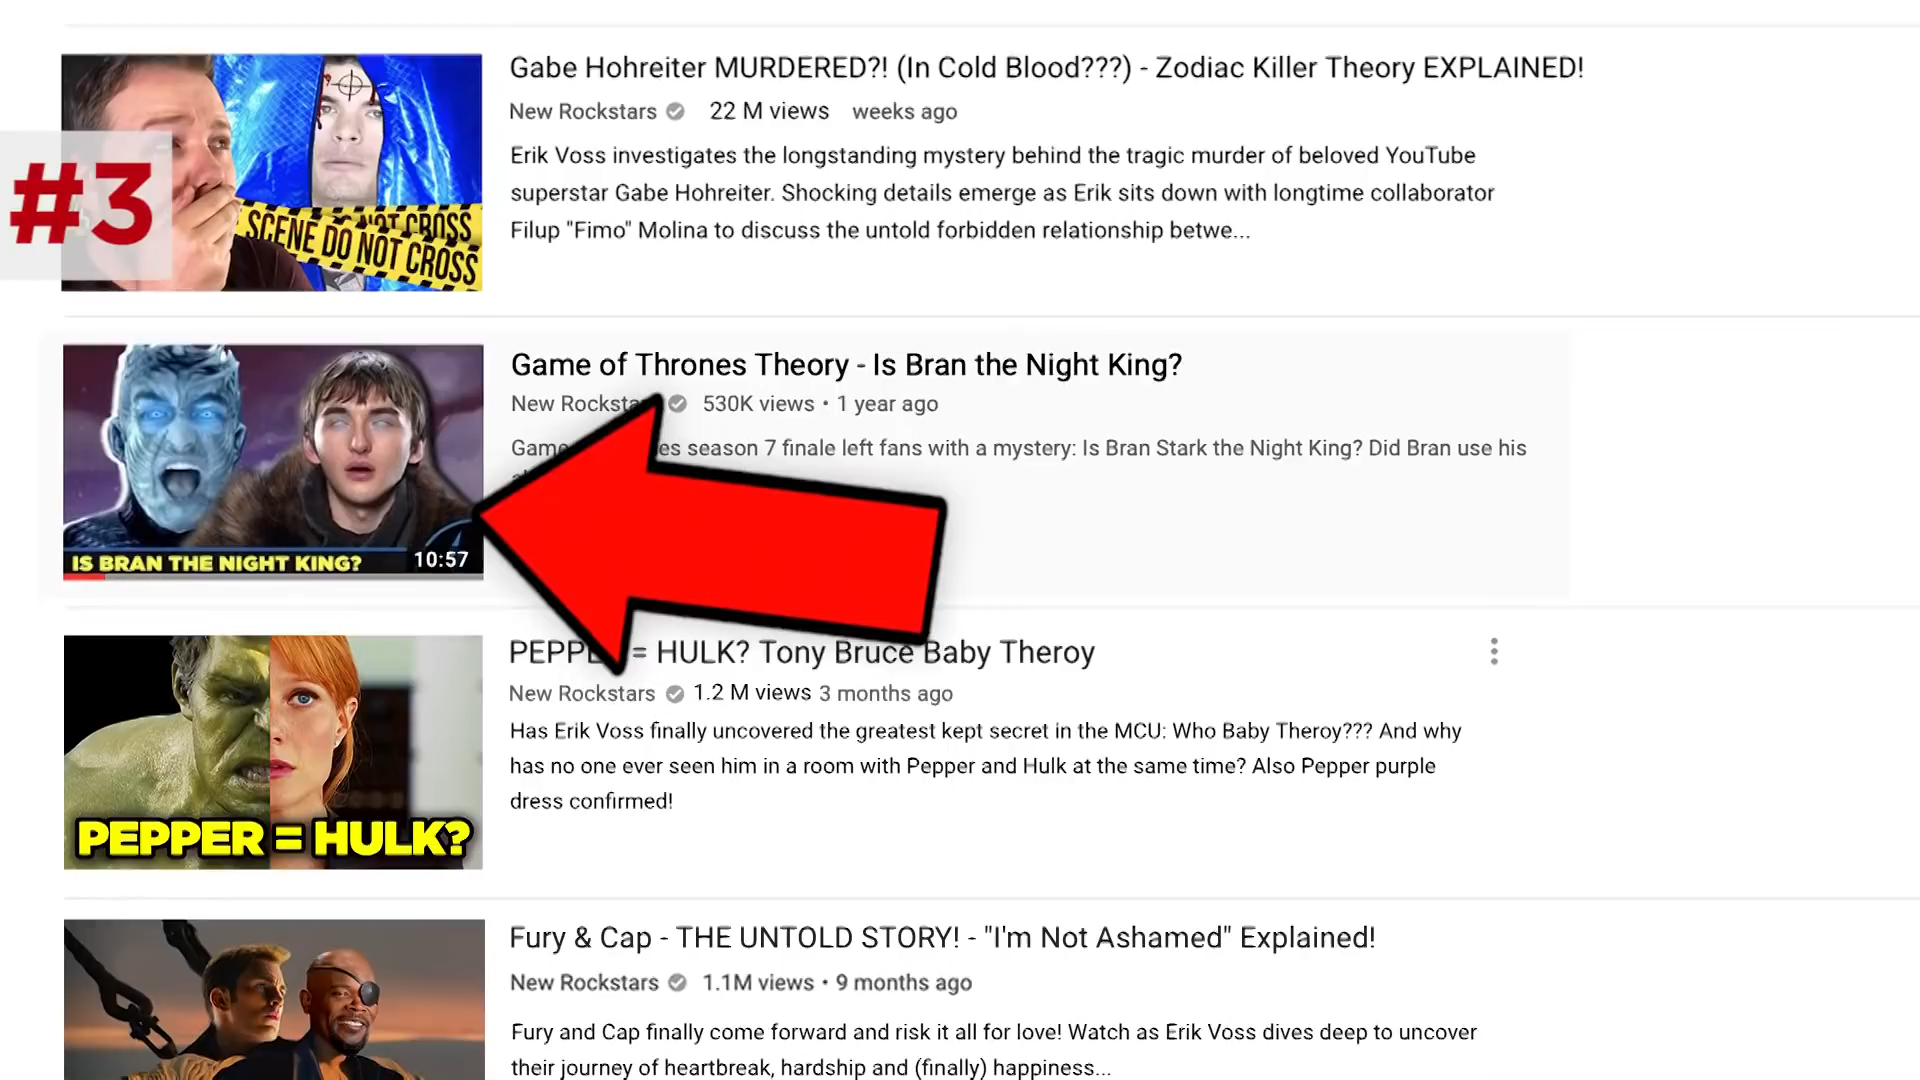 #3
SCENE DO NOT CROSS
NOT CROSS
DO NOT CROSS
Gabe Hohreiter MURDERED?! (In Cold Blood???) - Zodiac Killer Theory EXPLAINED!
New Rockstars 22 M views weeks ago
Erik Voss investigates the longstanding mystery behind the tragic murder of beloved YouTube
superstar Gabe Hohreiter. Shocking details emerge as Erik sits down with longtime collaborator
Filup "Fimo" Molina to discuss the untold forbidden relationship betwe...
IS BRAN THE NIGHT KING?
10:57
Game of Thrones Theory - Is Bran the Night King?
New Rocksta 530K views • 1 year ago
Game es season 7 finale left fans with a mystery: Is Bran Stark the Night King? Did Bran use his
PEPPER = HULK?
PEPPE = HULK? Tony Bruce Baby Theroy
New Rockstars 1.2 M views 3 months ago
Has Erik Voss finally uncovered the greatest kept secret in the MCU: Who Baby Theroy??? And why
has no one ever seen him in a room with Pepper and Hulk at the same time? Also Pepper purple
dress confirmed!
Fury & Cap - THE UNTOLD STORY! - "I'm Not Ashamed" Explained!
New Rockstars 1.1M views • 9 months ago
Fury and Cap finally come forward and risk it all for love! Watch as Erik Voss dives deep to uncover
their journey of heartbreak, hardship and (finally) happiness...